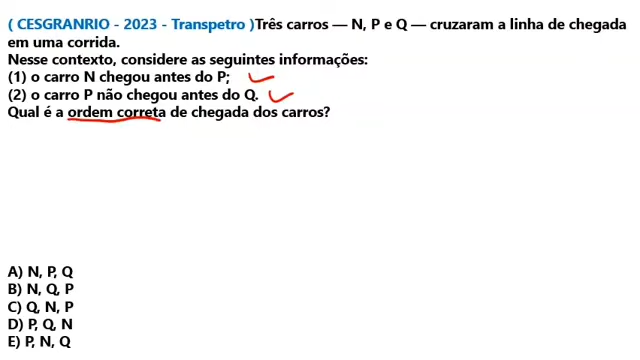 ( CESGRANRIO - 2023 - Transpetro )Três carros — N, P e Q — cruzaram a linha de chegada
em uma corrida.
Nesse contexto, considere as seguintes informações:
(1) o carro N chegou antes do P;
(2) o carro P não chegou antes do Q.
Qual é a ordem correta de chegada dos carros?
A) N, P, Q
B) N, Q, P
C) Q, N, P
D) P, Q, N
E) P, N, Q